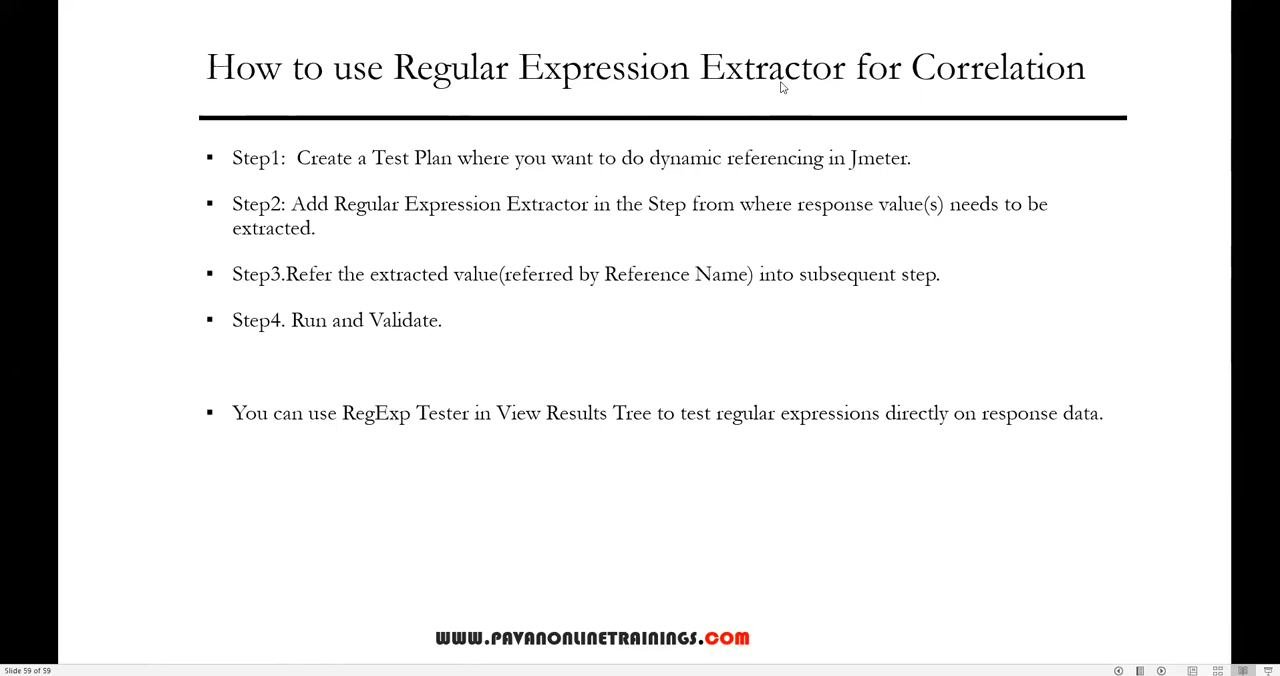 How to use Regular Expression Extractor for Correlation
▪ Step1: Create a Test Plan where you want to do dynamic referencing in Jmeter.
▪ Step2: Add Regular Expression Extractor in the Step from where response value(s) needs to be
extracted.
▪ Step3.Refer the extracted value(referred by Reference Name) into subsequent step.
▪ Step4. Run and Validate.
▪ You can use RegExp Tester in View Results Tree to test regular expressions directly on response data.
WWW.PAVANONLINETRAININGS.COM
Slide 59 of 59